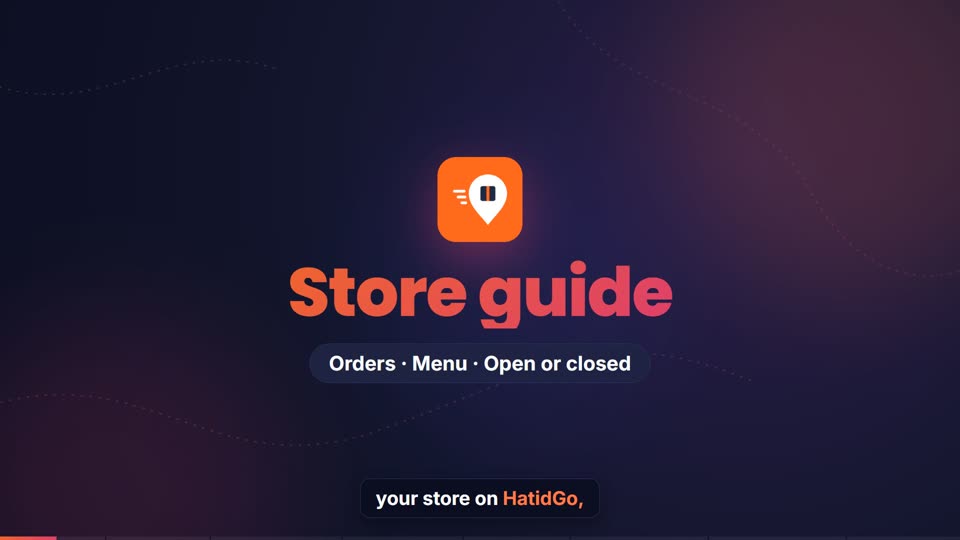 Store guide
Orders · Menu · Open or closed
your store on HatidGo,